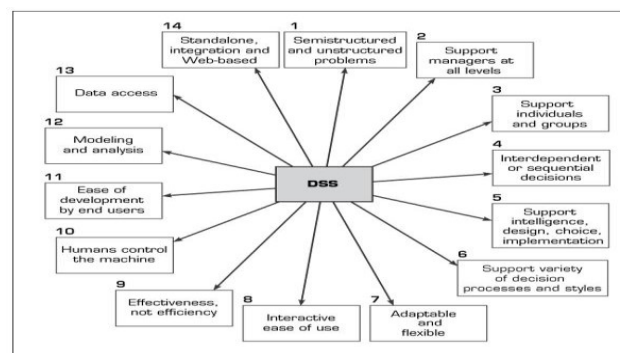 1
Semistructured
and unstructured
problems
2
Support
managers at
all levels
3
Support
individuals
and groups
4
Interdependent
or sequential
decisions
5
Support
intelligence,
design, choice,
implementation
6
Support variety
of decision
processes and styles
7
Adaptable
and
flexible
8
Interactive
ease of use
9
Effectiveness,
not efficiency
10
Humans control
the machine
11
Ease of
development
by end users
12
Modeling
and analysis
13
Data access
14
Standalone,
integration and
Web-based
DSS